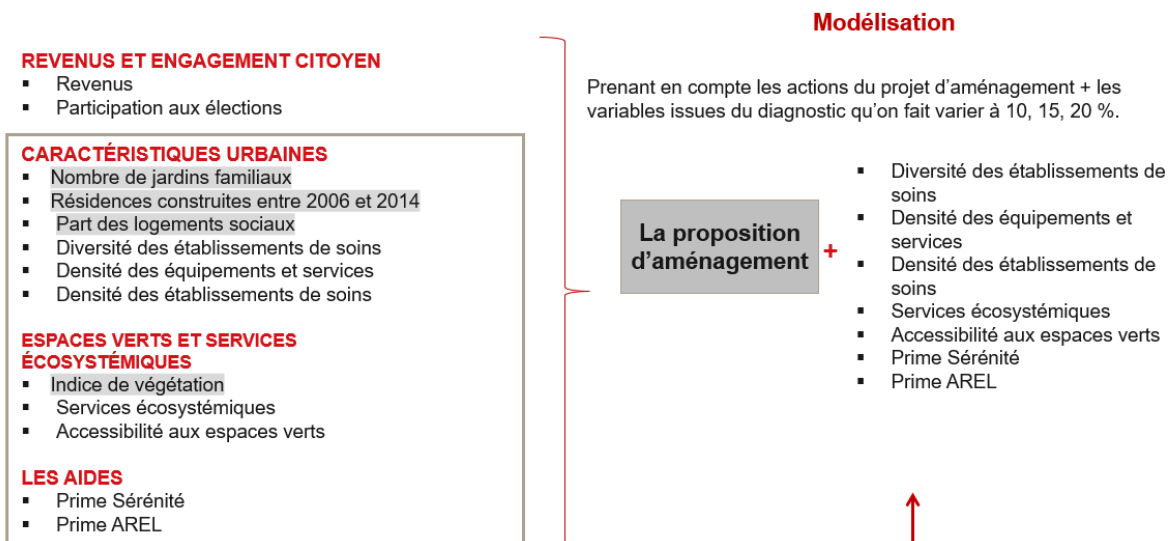 Modélisation
REVENUS ET ENGAGEMENT CITOYEN
▪ Revenus
▪ Participation aux élections
CARACTÉRISTIQUES URBAINES
▪ Nombre de jardins familiaux
▪ Résidences construites entre 2006 et 2014
▪ Part des logements sociaux
▪ Diversité des établissements de soins
▪ Densité des équipements et services
▪ Densité des établissements de soins
ESPACES VERTS ET SERVICES
ÉCOSYSTÉMIQUES
▪ Indice de végétation
▪ Services écosystémiques
▪ Accessibilité aux espaces verts
LES AIDES
▪ Prime Sérénité
▪ Prime AREL
Prenant en compte les actions du projet d’aménagement + les
variables issues du diagnostic qu’on fait varier à 10, 15, 20 %.
La proposition
d’aménagement
+
▪ Diversité des établissements de
soins
▪ Densité des équipements et
services
▪ Densité des établissements de
soins
▪ Services écosystémiques
▪ Accessibilité aux espaces verts
▪ Prime Sérénité
▪ Prime AREL